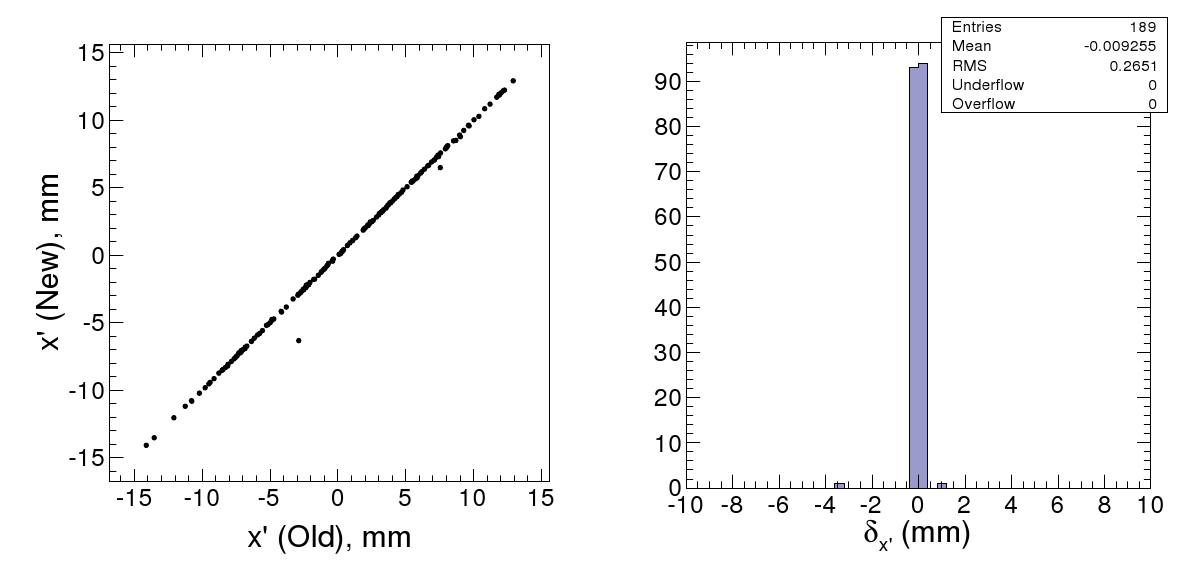 15
10
5
0
-5
-10
-15
-15 -10 -5 0 5 10 15
x' (New), mm
x' (Old), mm
Entries 189
Mean -0.009255
RMS 0.2651
Underflow 0
Overflow 0
90
80
70
60
50
40
30
20
10
0
-10 -8 -6 -4 -2 0 2 4 6 8 10
δx' (mm)